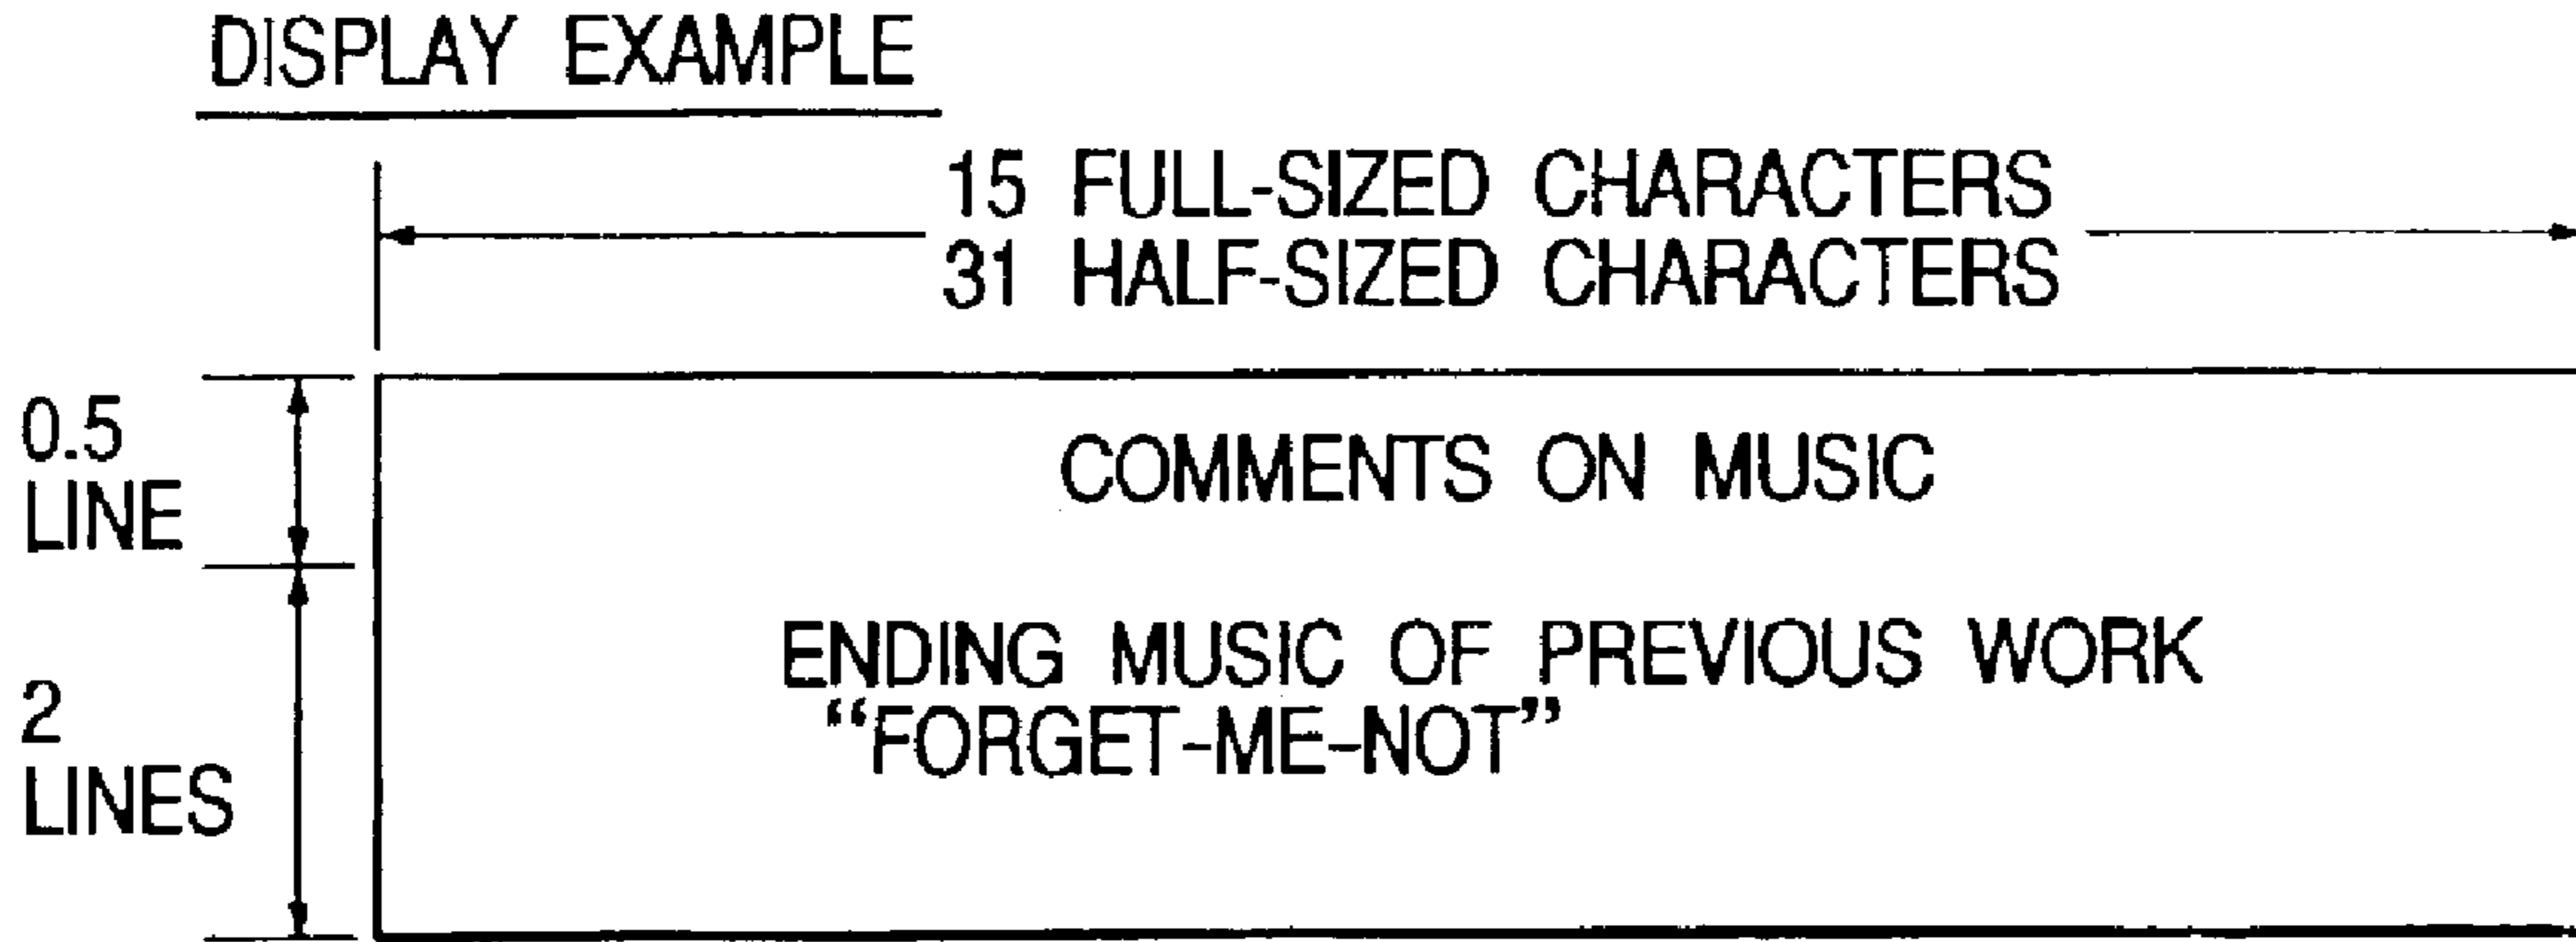 DISPLAY EXAMPLE
15 FULL-SIZED CHARACTERS
31 HALF-SIZED CHARACTERS
0.5
LINE
COMMENTS ON MUSIC
2
LINES
ENDING MUSIC OF PREVIOUS WORK
“FORGET-ME-NOT”